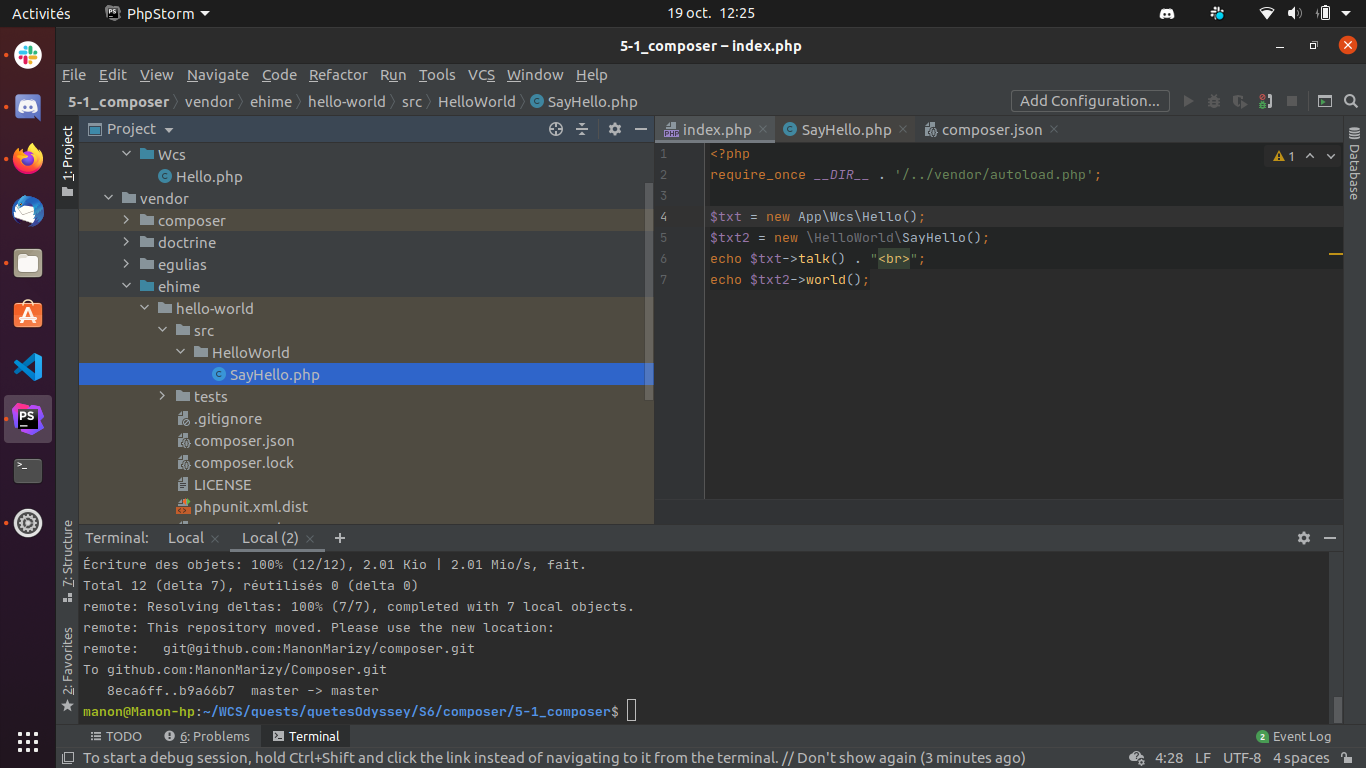 Activités
PhpStorm
19 oct. 12:25
5-1_composer – index.php
File Edit View Navigate Code Refactor Run Tools VCS Window Help
5-1_composer vendor ehime hello-world src HelloWorld SayHello.php
Add Configuration...
1: Project
Project
Wcs
Hello.php
vendor
composer
doctrine
egulias
ehime
hello-world
src
HelloWorld
SayHello.php
tests
.gitignore
composer.json
composer.lock
LICENSE
phpunit.xml.dist
index.php SayHello.php composer.json
1 <?php
2 require_once __DIR__ . '/../vendor/autoload.php';
3
4 $txt = new App\Wcs\Hello();
5 $txt2 = new \HelloWorld\SayHello();
6 echo $txt->talk() . "<br>";
7 echo $txt2->world();
1
Database
7: Structure
2: Favorites
Terminal: Local Local (2) +
Écriture des objets: 100% (12/12), 2.01 Kio | 2.01 Mio/s, fait.
Total 12 (delta 7), réutilisés 0 (delta 0)
remote: Resolving deltas: 100% (7/7), completed with 7 local objects.
remote: This repository moved. Please use the new location:
remote:   git@github.com:ManonMarizy/composer.git
To github.com:ManonMarizy/Composer.git
   8eca6ff..b9a66b7  master -> master
manon@Manon-hp:~/WCS/quests/quetesOdyssey/S6/composer/5-1_composer$
TODO 6: Problems Terminal
2 Event Log
To start a debug session, hold Ctrl+Shift and click the link instead of navigating to it from the terminal. // Don't show again (3 minutes ago)
4:28 LF UTF-8 4 spaces